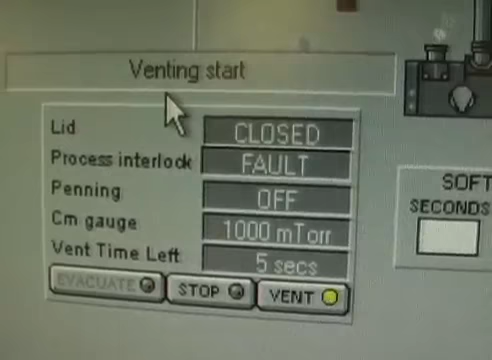 Venting start
Lid CLOSED
Process interlock FAULT
Penning OFF
Cm gauge 1000 mTorr
Vent Time Left 5 secs
EVACUATE STOP VENT
SOFT
SECONDS